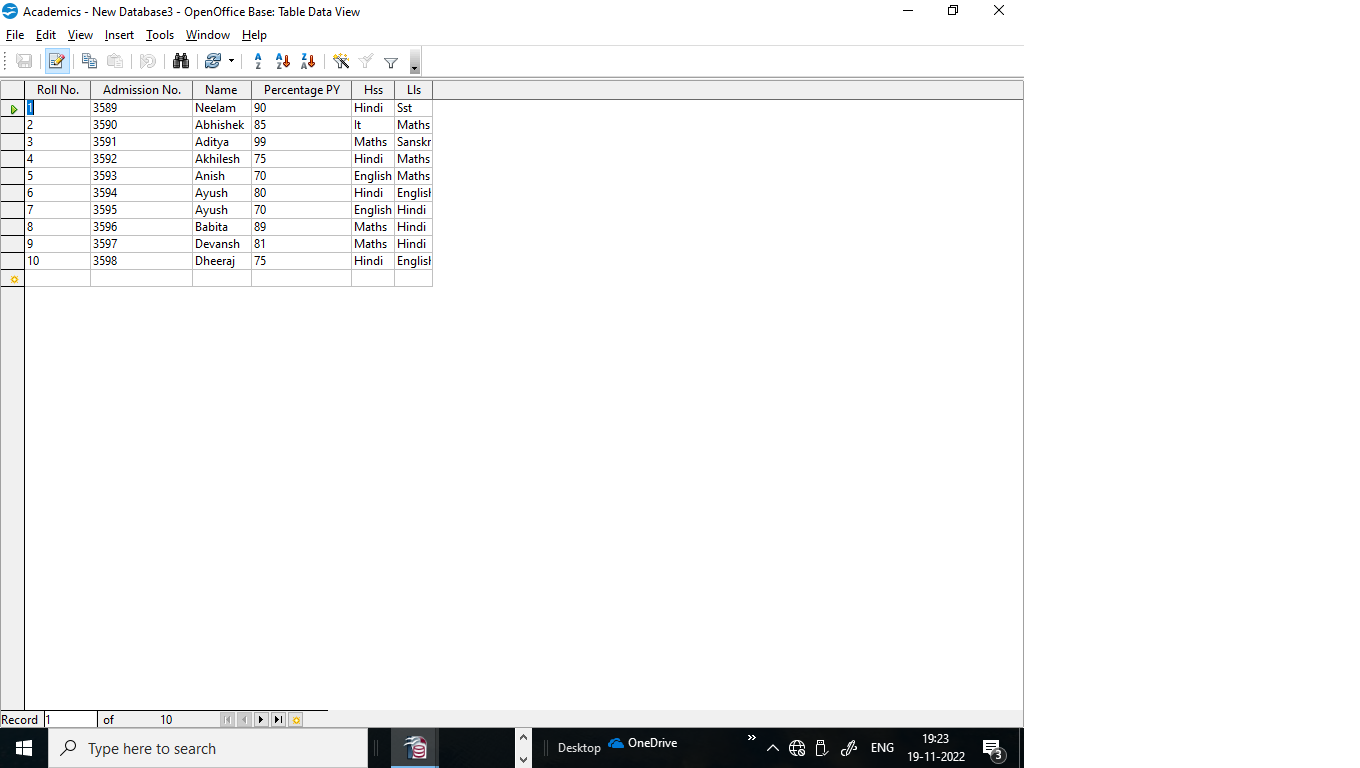 Academics - New Database3 - OpenOffice Base: Table Data View
File Edit View Insert Tools Window Help
Roll No. Admission No. Name Percentage PY Hss Lls
1 3589 Neelam 90 Hindi Sst
2 3590 Abhishek 85 It Maths
3 3591 Aditya 99 Maths Sanskr
4 3592 Akhilesh 75 Hindi Maths
5 3593 Anish 70 English Maths
6 3594 Ayush 80 Hindi English
7 3595 Ayush 70 English Hindi
8 3596 Babita 89 Maths Hindi
9 3597 Devansh 81 Maths Hindi
10 3598 Dheeraj 75 Hindi English
Record 1 of 10
Type here to search Desktop OneDrive » ENG 19:23
19-11-2022 3